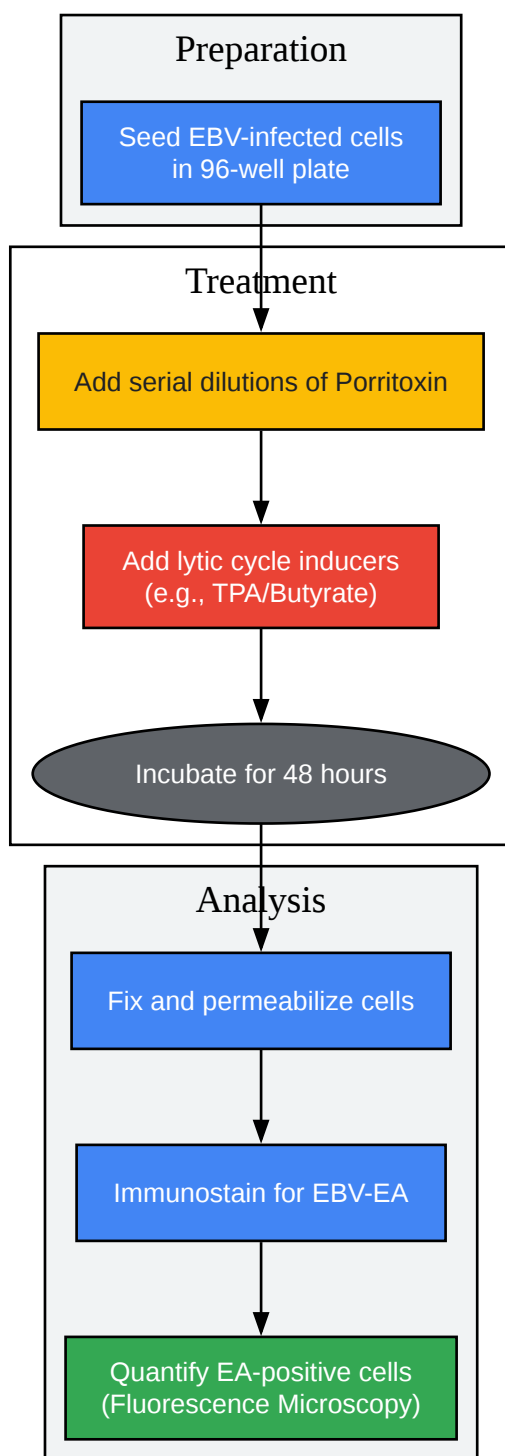 Preparation
Seed EBV-infected cells
in 96-well plate
Treatment
Add serial dilutions of Porritoxin
Add lytic cycle inducers
(e.g., TPA/Butyrate)
Incubate for 48 hours
Analysis
Fix and permeabilize cells
Immunostain for EBV-EA
Quantify EA-positive cells
(Fluorescence Microscopy)